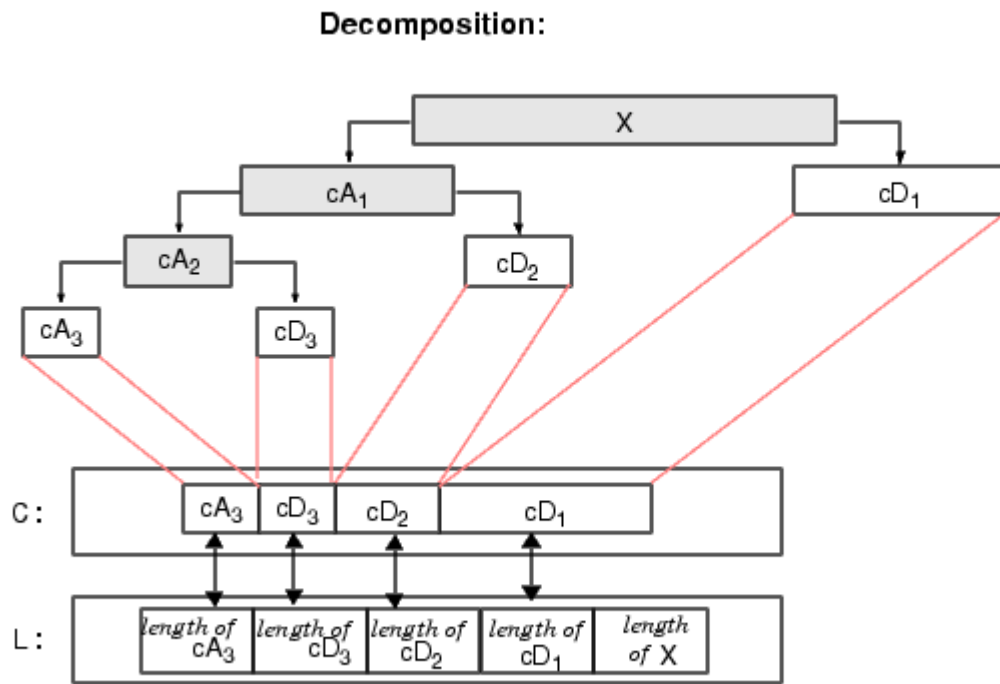 Decomposition:
X
cA₁ cD₁
cA₂ cD₂
cA₃ cD₃
C: cA₃ cD₃ cD₂ cD₁
L: length of cA₃ length of cD₃ length of cD₂ length of cD₁ length of X